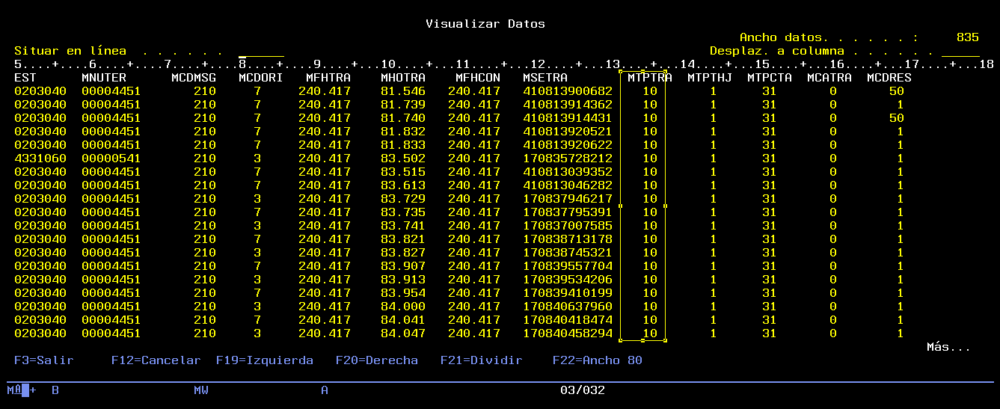 Visualizar Datos
Ancho datos. . . . . . . :     835
Situar en línea  . . . . . .  ______
Desplaz. a columna . . . . . . _____
5....+....6....+....7....+....8....+....9....+...10....+...11....+...12....+...13....+...14....+...15....+...16....+...17....+...18
EST      MNUTER      MCDMSG   MCDORI   MFHTRA    MHOTRA    MFHCON   MSETRA        MTPTRA  MTPTHJ  MTPCTA  MCATRA  MCDRES
0203040  00004451       210     7     240.417    81.546   240.417   410813900682    10       1      31      0       50
0203040  00004451       210     7     240.417    81.739   240.417   410813914362    10       1      31      0        1
0203040  00004451       210     7     240.417    81.740   240.417   410813914431    10       1      31      0       50
0203040  00004451       210     7     240.417    81.832   240.417   410813920521    10       1      31      0        1
0203040  00004451       210     7     240.417    81.833   240.417   410813920622    10       1      31      0        1
4331060  00000541       210     3     240.417    83.502   240.417   170835728212    10       1      31      0        1
0203040  00004451       210     7     240.417    83.515   240.417   410813039352    10       1      31      0        1
0203040  00004451       210     7     240.417    83.613   240.417   410813046282    10       1      31      0        1
0203040  00004451       210     3     240.417    83.729   240.417   170837946217    10       1      31      0        1
0203040  00004451       210     7     240.417    83.735   240.417   170837795391    10       1      31      0        1
0203040  00004451       210     3     240.417    83.741   240.417   170837007585    10       1      31      0        1
0203040  00004451       210     7     240.417    83.821   240.417   170838713178    10       1      31      0        1
0203040  00004451       210     3     240.417    83.827   240.417   170838745321    10       1      31      0        1
0203040  00004451       210     7     240.417    83.907   240.417   170839557704    10       1      31      0        1
0203040  00004451       210     3     240.417    83.913   240.417   170839534206    10       1      31      0        1
0203040  00004451       210     7     240.417    83.954   240.417   170839410199    10       1      31      0        1
0203040  00004451       210     3     240.417    84.000   240.417   170840637960    10       1      31      0        1
0203040  00004451       210     7     240.417    84.041   240.417   170840418474    10       1      31      0        1
0203040  00004451       210     3     240.417    84.047   240.417   170840458294    10       1      31      0        1
Más...
F3=Salir     F12=Cancelar  F19=Izquierda   F20=Derecha   F21=Dividir    F22=Ancho 80
MA+  B                  MW               A                               03/032